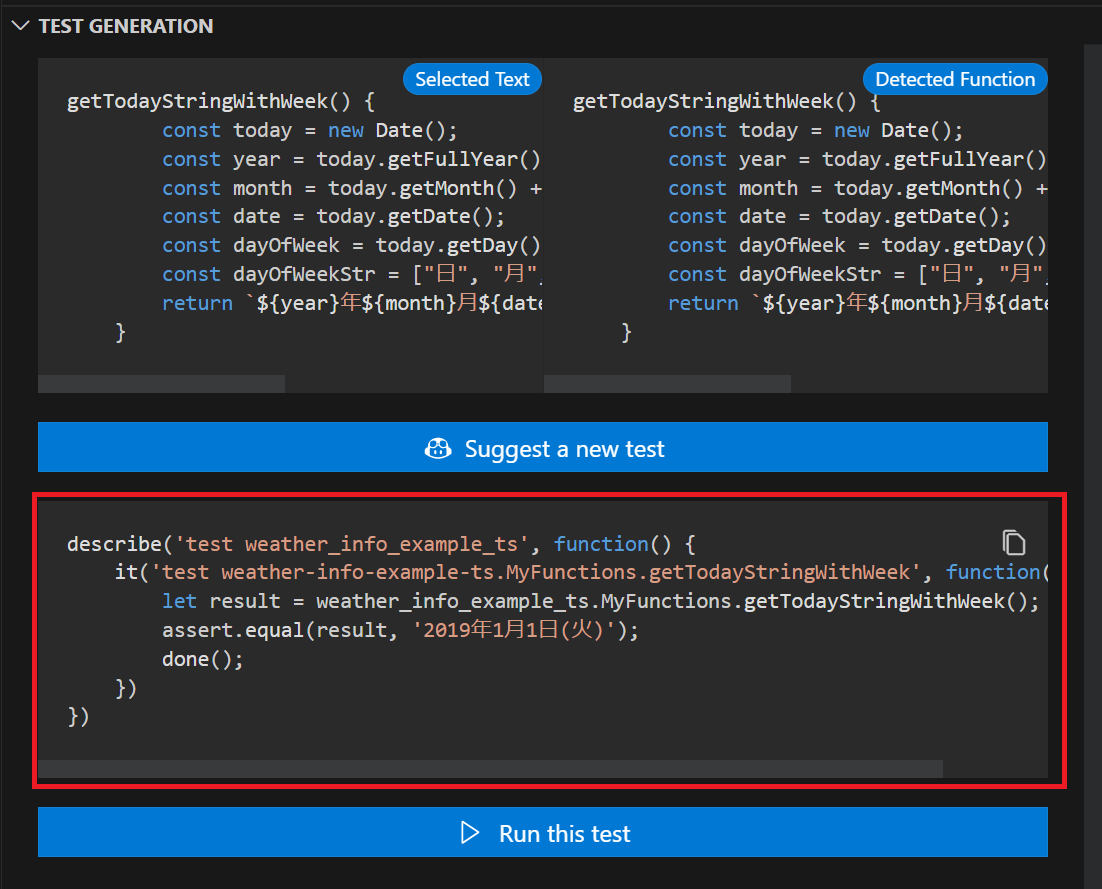 TEST GENERATION
Selected Text
getTodayStringWithWeek() {
const today = new Date();
const year = today.getFullYear()
const month = today.getMonth() +
const date = today.getDate();
const dayOfWeek = today.getDay()
const dayOfWeekStr = ["日", "月"
return `${year}年${month}月${date
}
Detected Function
getTodayStringWithWeek() {
const today = new Date();
const year = today.getFullYear()
const month = today.getMonth() +
const date = today.getDate();
const dayOfWeek = today.getDay()
const dayOfWeekStr = ["日", "月"
return `${year}年${month}月${date
}
Suggest a new test
describe('test weather_info_example_ts', function() {
it('test weather-info-example-ts.MyFunctions.getTodayStringWithWeek', function(
let result = weather_info_example_ts.MyFunctions.getTodayStringWithWeek();
assert.equal(result, '2019年1月1日(火)');
done();
})
})
Run this test